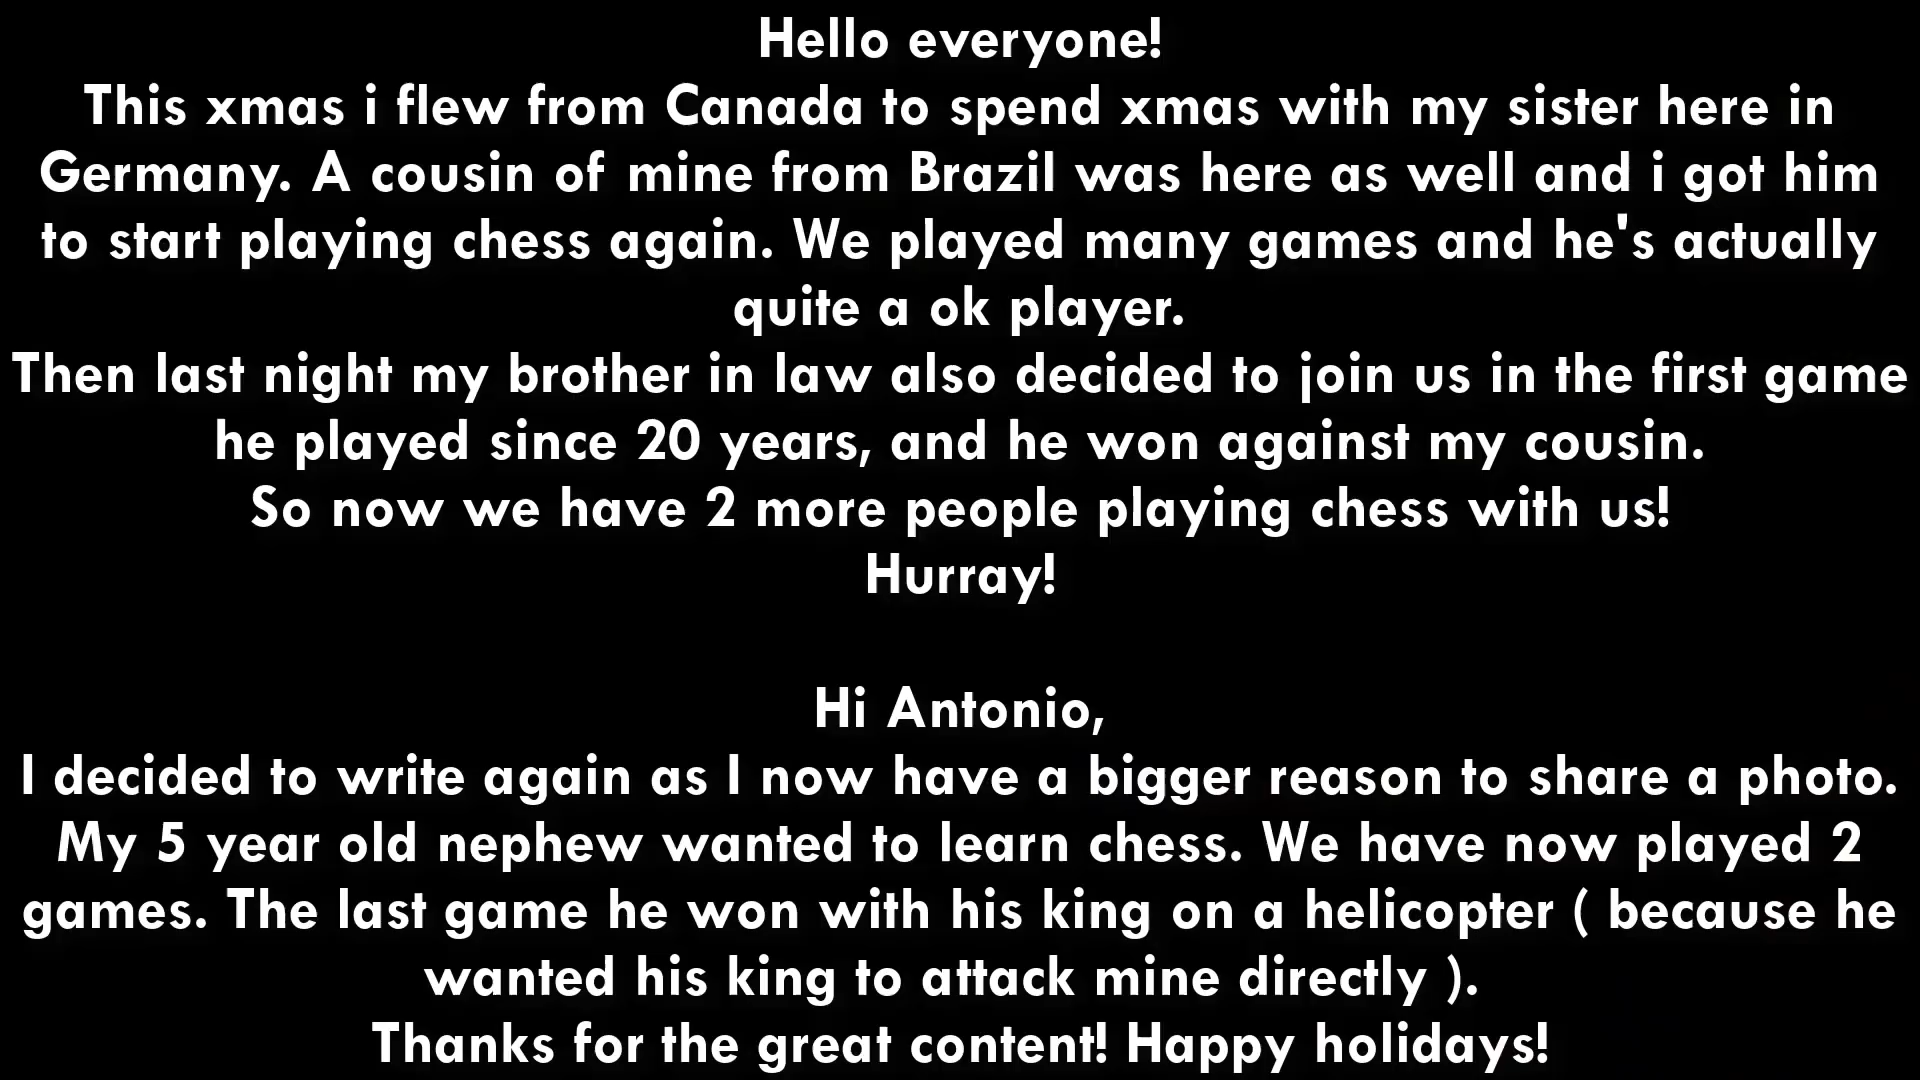 Hello everyone!
This xmas i flew from Canada to spend xmas with my sister here in
Germany. A cousin of mine from Brazil was here as well and i got him
to start playing chess again. We played many games and he's actually
quite a ok player.
Then last night my brother in law also decided to join us in the first game
he played since 20 years, and he won against my cousin.
So now we have 2 more people playing chess with us!
Hurray!
Hi Antonio,
I decided to write again as I now have a bigger reason to share a photo.
My 5 year old nephew wanted to learn chess. We have now played 2
games. The last game he won with his king on a helicopter ( because he
wanted his king to attack mine directly ).
Thanks for the great content! Happy holidays!